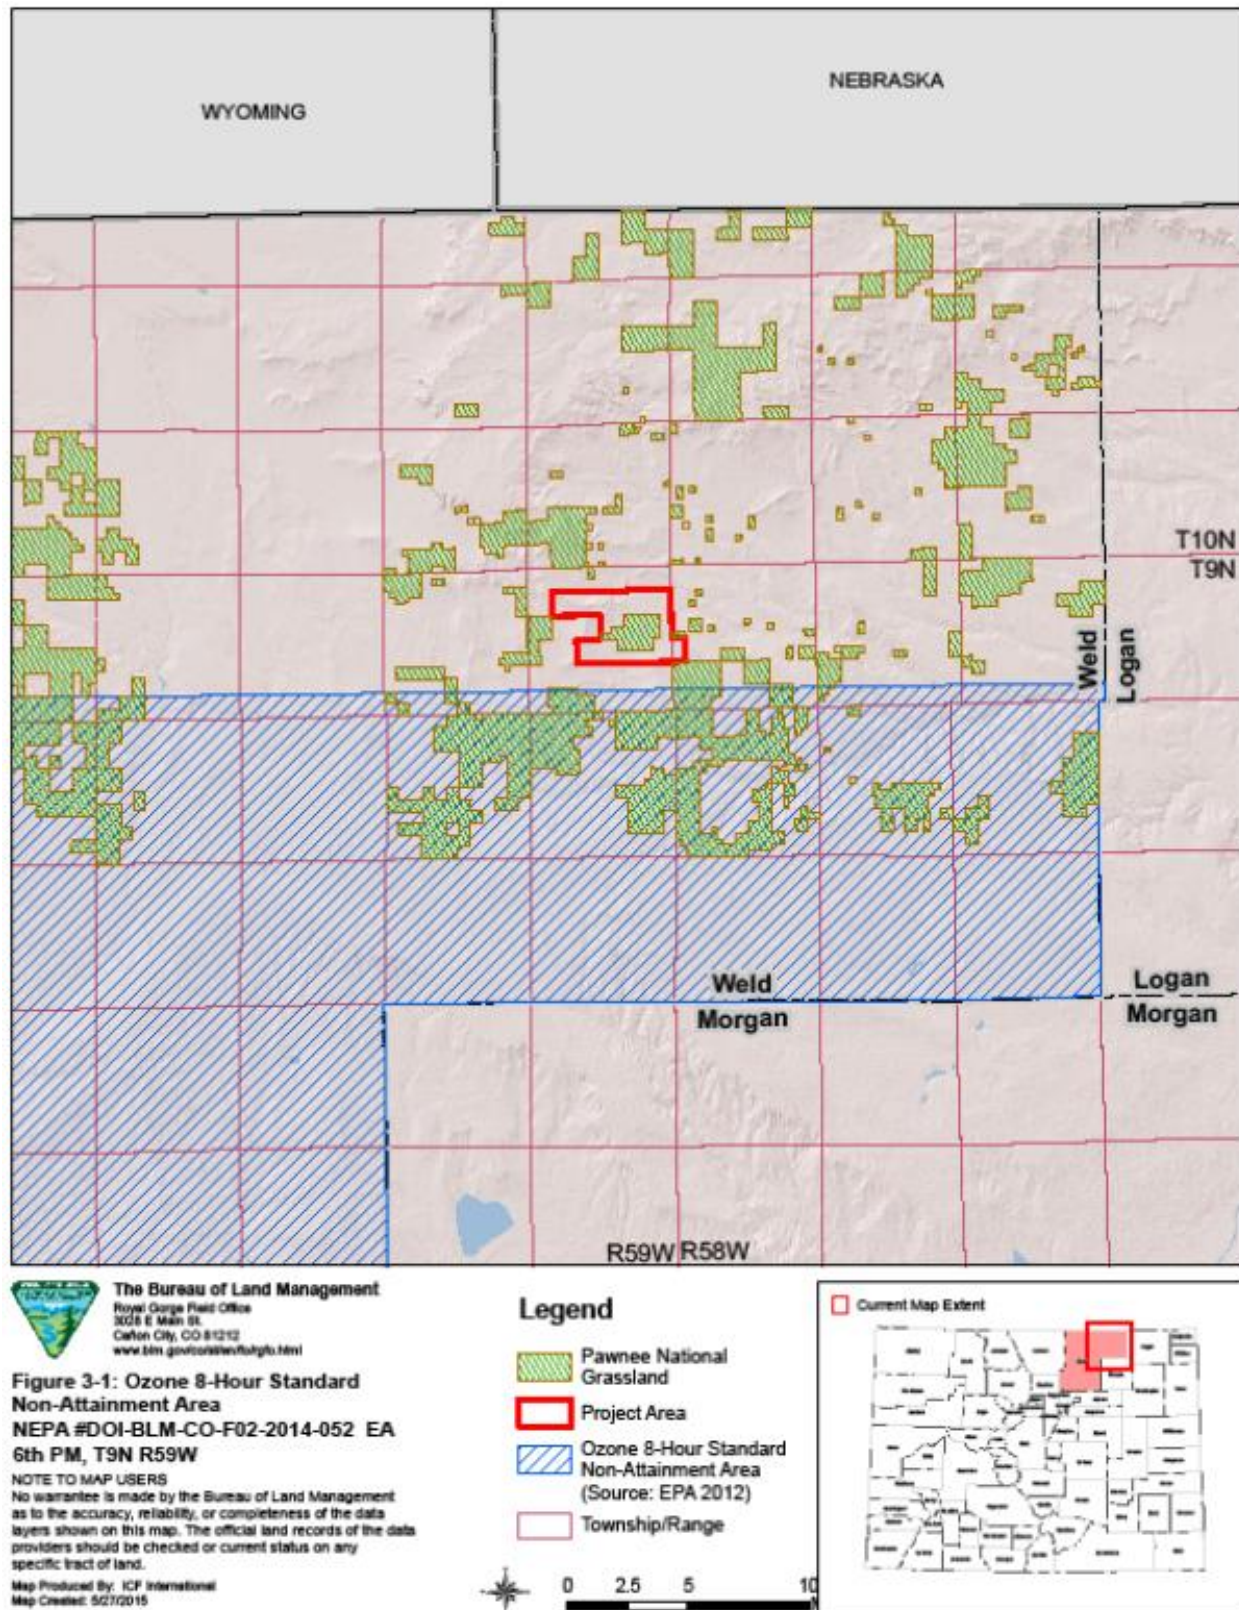 WYOMING
NEBRASKA
T10N
T9N
Weld
Logan
Weld
Logan
Morgan
Morgan
R59W R58W
The Bureau of Land Management
Royal Gorge Field Office
3028 E Main St.
Cañon City, CO 81212
Figure 3-1: Ozone 8-Hour Standard
Non-Attainment Area
NEPA #DOI-BLM-CO-F02-2014-052 EA
6th PM, T9N R59W
NOTE TO MAP USERS
No warrantee is made by the Bureau of Land Management
as to the accuracy, reliability, or completeness of the data
layers shown on this map. The official land records of the data
providers should be checked or current status on any
specific tract of land.
Map Produced By: ICF International
Map Created: 5/27/2015
Legend
Pawnee National
Grassland
Project Area
Ozone 8-Hour Standard
Non-Attainment Area
(Source: EPA 2012)
Township/Range
0 2.5 5 10
Current Map Extent